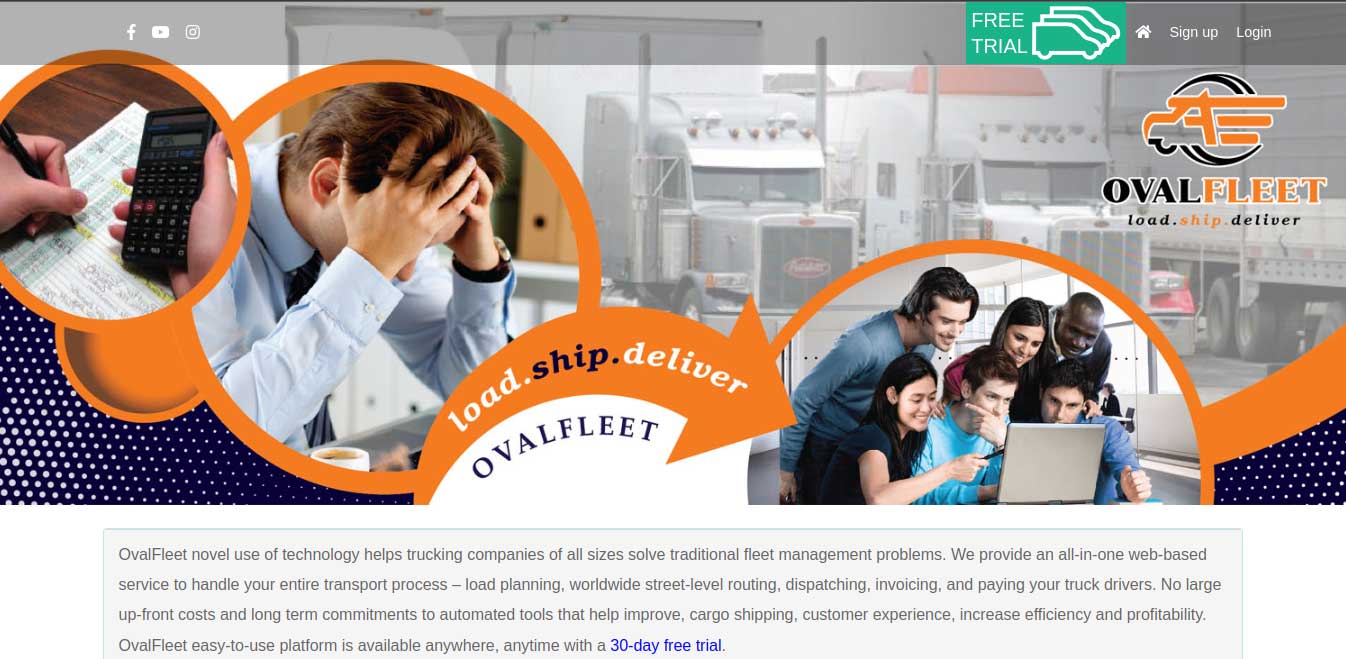 FREE
TRIAL
Sign up
Login
OVALFLEET
load.ship.deliver
load.ship.deliver
OVALFLEET
OvalFleet novel use of technology helps trucking companies of all sizes solve traditional fleet management problems. We provide an all-in-one web-based
service to handle your entire transport process – load planning, worldwide street-level routing, dispatching, invoicing, and paying your truck drivers. No large
up-front costs and long term commitments to automated tools that help improve, cargo shipping, customer experience, increase efficiency and profitability.
OvalFleet easy-to-use platform is available anywhere, anytime with a 30-day free trial.